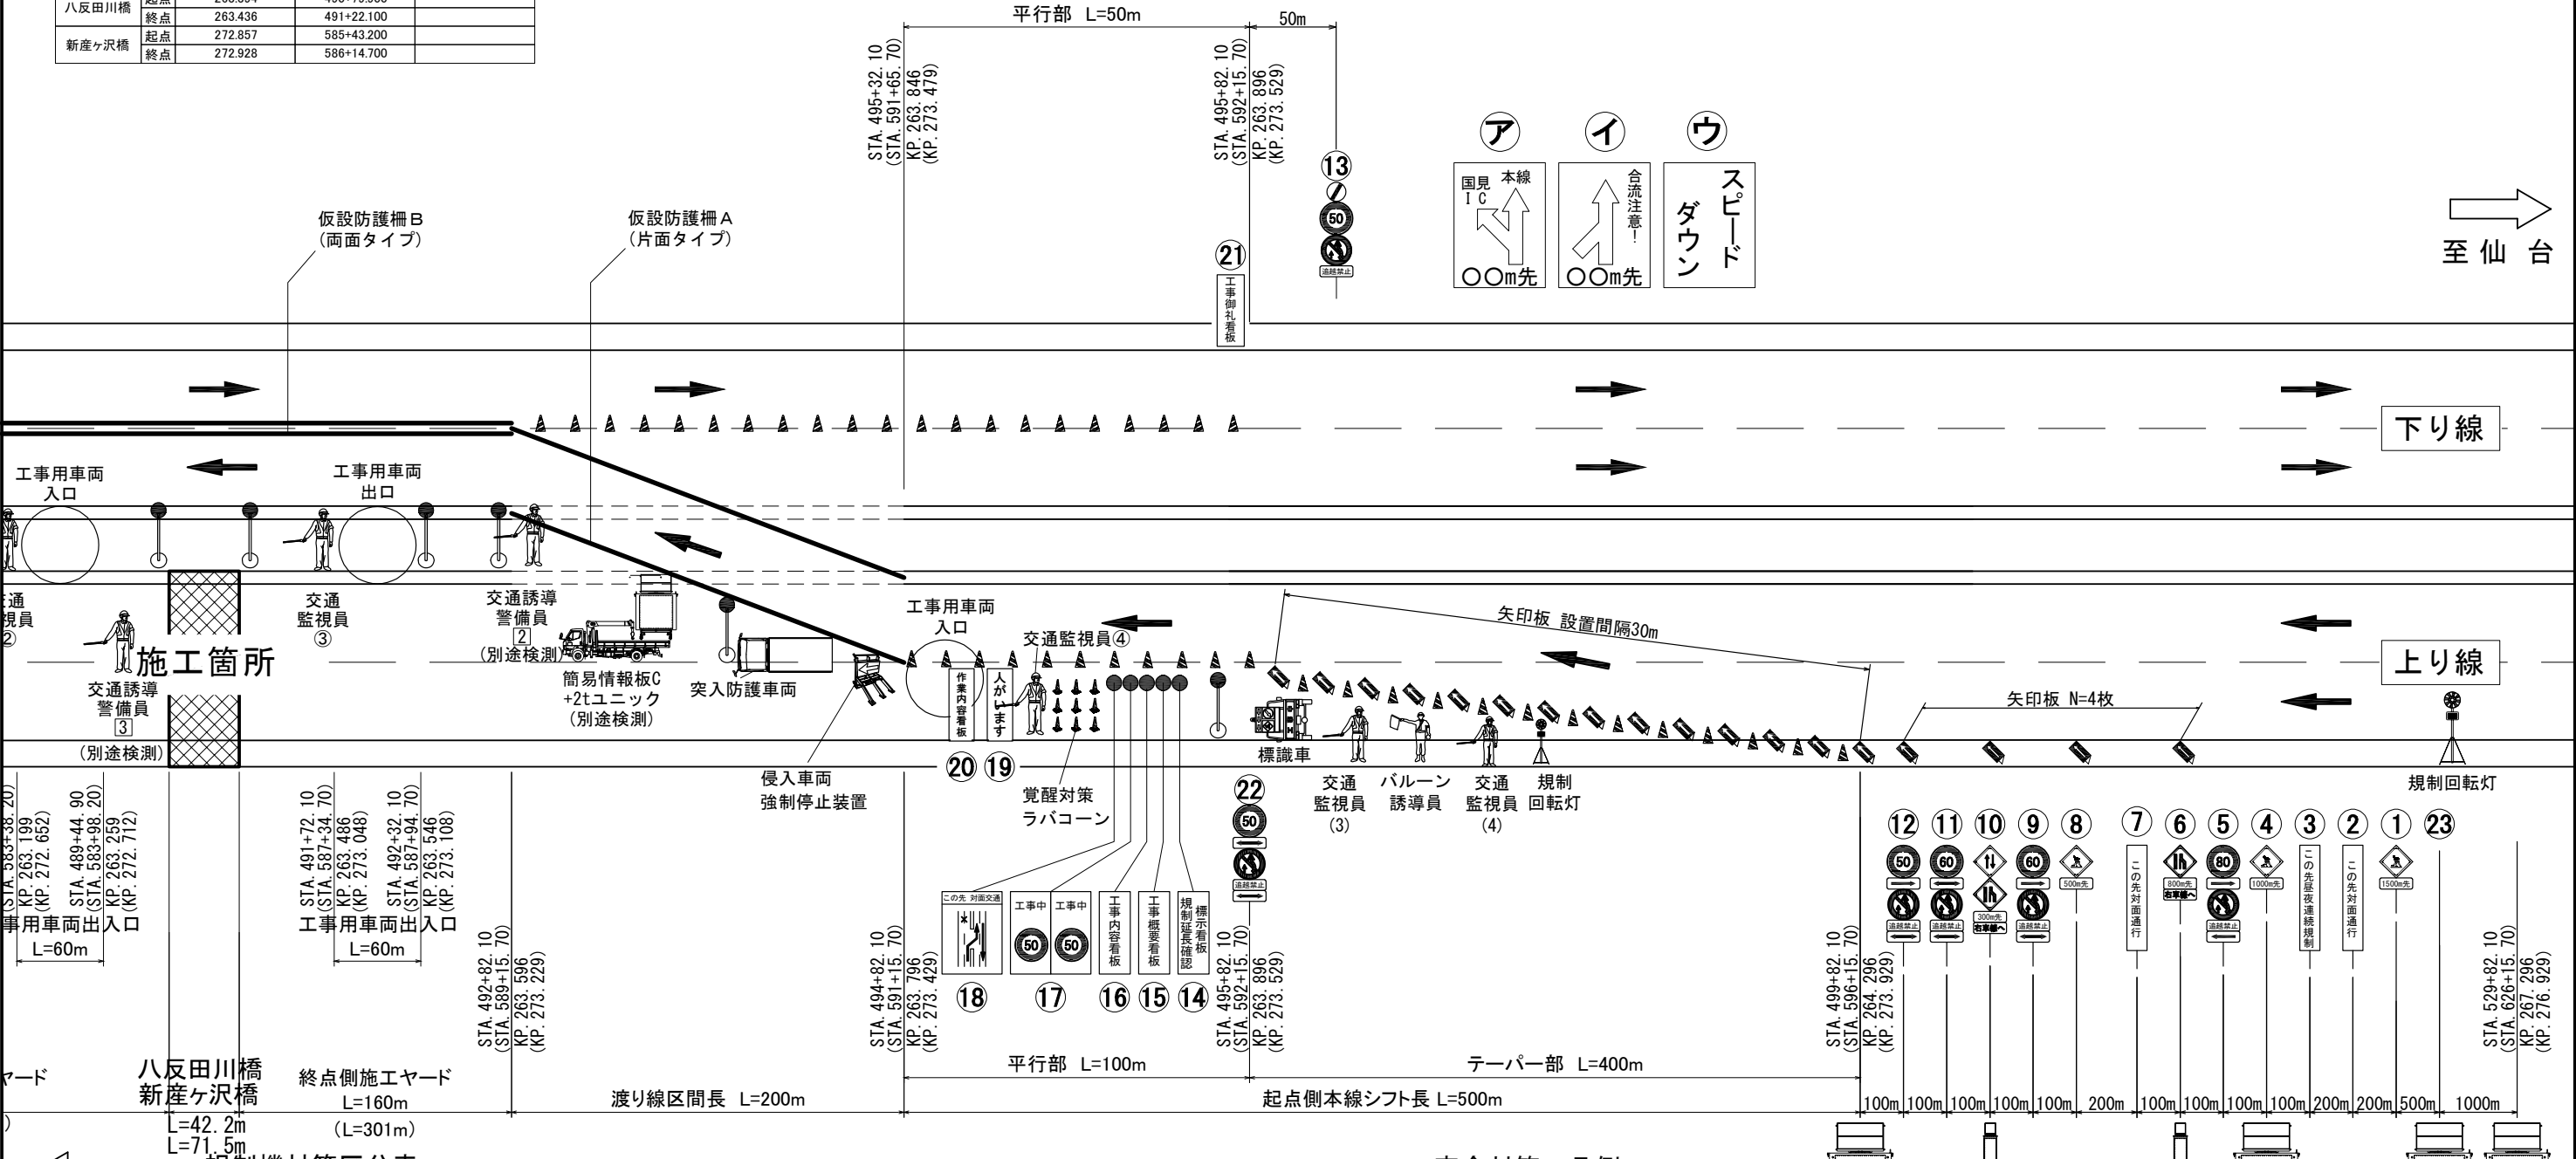 八反田川橋
終点 263.436 491+22.100
新産ヶ沢橋
起点 272.857 585+43.200
終点 272.928 586+14.700
平行部 L=50m
50m
STA. 495+32. 10
(STA. 591+65. 70)
KP. 263. 846
(KP. 273. 479)
STA. 495+82. 10
(STA. 592+15. 70)
KP. 263. 896
(KP. 273. 529)
⑬
50
追越禁止
㉑
工事御礼看板
ア
国見IC
本線
〇〇m先
イ
合流注意!
〇〇m先
ウ
スピード
ダウン
至 仙 台
仮設防護柵B
(両面タイプ)
仮設防護柵A
(片面タイプ)
下り線
工事用車両
入口
工事用車両
出口
交通
監視員
③
交通誘導
警備員
2
(別途検測)
施工箇所
交通誘導
警備員
3
(別途検測)
簡易情報板C
+2tユニック
(別途検測)
突入防護車両
侵入車両
強制停止装置
工事用車両
入口
作業内容看板
⑳
人がいます
⑲
交通監視員④
覚醒対策
ラバコーン
標識車
交通
監視員
(3)
バルーン
誘導員
交通
監視員
(4)
規制
回転灯
矢印板 設置間隔30m
矢印板 N=4枚
上り線
規制回転灯
(STA. 583+38. 20)
KP. 263. 199
(KP. 272. 652)
STA. 489+44. 90
(STA. 583+98. 20)
KP. 263. 259
(KP. 272. 712)
事用車両出入口
L=60m
STA. 491+72. 10
(STA. 587+34. 70)
KP. 263. 486
(KP. 273. 048)
STA. 492+32. 10
(STA. 587+94. 70)
KP. 263. 546
(KP. 273. 108)
工事用車両出入口
L=60m
STA. 492+82. 10
(STA. 589+15. 70)
KP. 263. 596
(KP. 273. 229)
STA. 494+82. 10
(STA. 591+15. 70)
KP. 263. 796
(KP. 273. 429)
この先 対面交通
⑱
工事中 工事中
50 50
⑰
工事内容看板
⑯
工事概要看板
⑮
規制延長確認
標示看板
⑭
㉒
50
追越禁止
STA. 495+82. 10
(STA. 592+15. 70)
KP. 263. 896
(KP. 273. 529)
STA. 499+82. 10
(STA. 596+15. 70)
KP. 264. 296
(KP. 273. 929)
⑫ ⑪ ⑩ ⑨ ⑧ ⑦ ⑥ ⑤ ④ ③ ② ① ㉓
50
追越禁止
60
追越禁止
300m先
右車線へ
60
追越禁止
500m先
この先対面通行
800m先
右車線へ
80
追越禁止
1000m先
この先昼夜連続規制
この先対面通行
1500m先
STA. 529+82. 10
(STA. 626+15. 70)
KP. 267. 296
(KP. 276. 929)
ヤード
八反田川橋
新産ヶ沢橋
L=42. 2m
L=71. 5m
終点側施工ヤード
L=160m
(L=301m)
渡り線区間長 L=200m
平行部 L=100m
テーパー部 L=400m
起点側本線シフト長 L=500m
100m 100m 100m 100m 100m 200m 100m 100m 100m 100m 200m 200m 500m 1000m